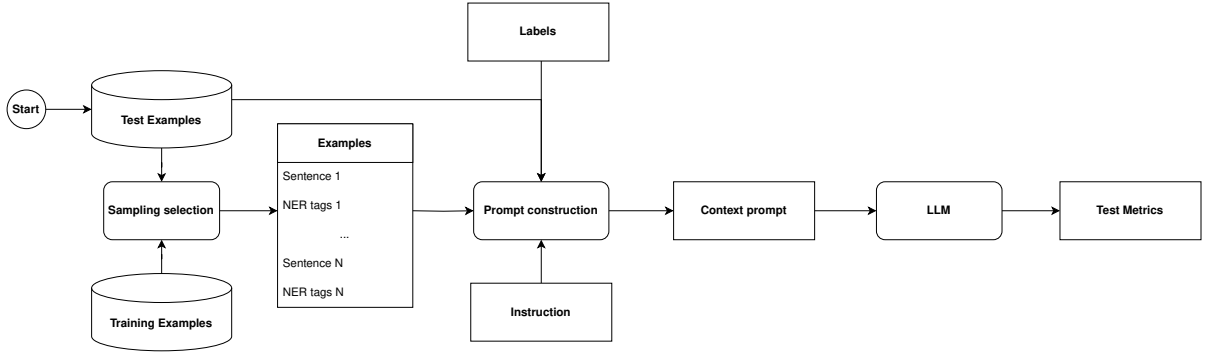 Labels
Start
Test Examples
Examples
Sentence 1
NER tags 1
...
Sentence N
NER tags N
Sampling selection
Prompt construction
Context prompt
LLM
Test Metrics
Training Examples
Instruction